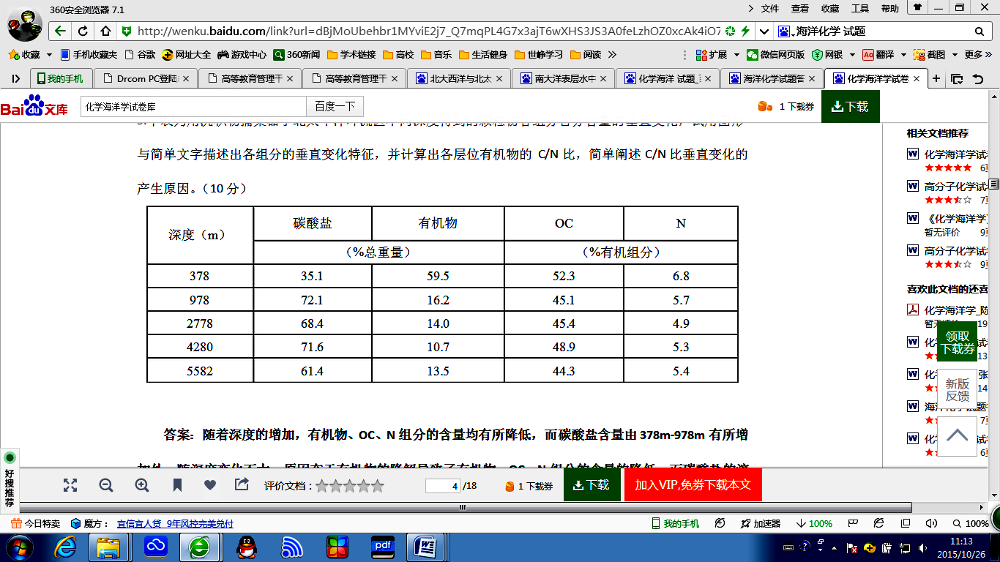 360安全浏览器 7.1
文件 查看 收藏 工具 帮助
http://wenku.baidu.com/link?url=dBjMoUbehbr1MYviE2j7_Q7mqPL4G7x3ajT6wXHS3JS3A0feLzhOZ0xcAk4iO7
海洋化学 试题
收藏 手机收藏夹 谷歌 网址大全 游戏中心 360新闻 学术链接 高校 音乐 生活健身 世静学习 阅读 扩展 微信网页版 网银 翻译 截图 更多
我的手机 Drcom PC登陆 高等教育管理干 高等教育管理干 北大西洋与北太 南大洋表层水中 化学海洋 试题_ 海洋化学试题答 化学海洋学试卷
Bai du 文库 化学海洋学试卷库 百度一下 1 下载券 下载
与简单文字描述出各组分的垂直变化特征，并计算出各层位有机物的 C/N 比，简单阐述 C/N 比垂直变化的
产生原因。（10 分）
深度（m） 碳酸盐 有机物 OC N
（%总重量） （%有机组分）
378 35.1 59.5 52.3 6.8
978 72.1 16.2 45.1 5.7
2778 68.4 14.0 45.4 4.9
4280 71.6 10.7 48.9 5.3
5582 61.4 13.5 44.3 5.4
答案：随着深度的增加，有机物、OC、N 组分的含量均有所降低，而碳酸盐含量由 378m-978m 有所增
相关文档推荐
化学海洋学试
6
高分子化学试
7
《化学海洋学》
暂无评价 9
高分子化学试
9
喜欢此文档的还喜
化学海洋学_陈
19
领取
下载券
13
张
14
新版
反馈
海
7
6
好搜推荐
评价文档： 4 /18 1 下载券 下载 加入VIP,免券下载本文
今日特卖 魔方： 宜信宜人贷 9年风控完美兑付 我的手机 加速器 100% 100%
pdf
11:13
2015/10/26